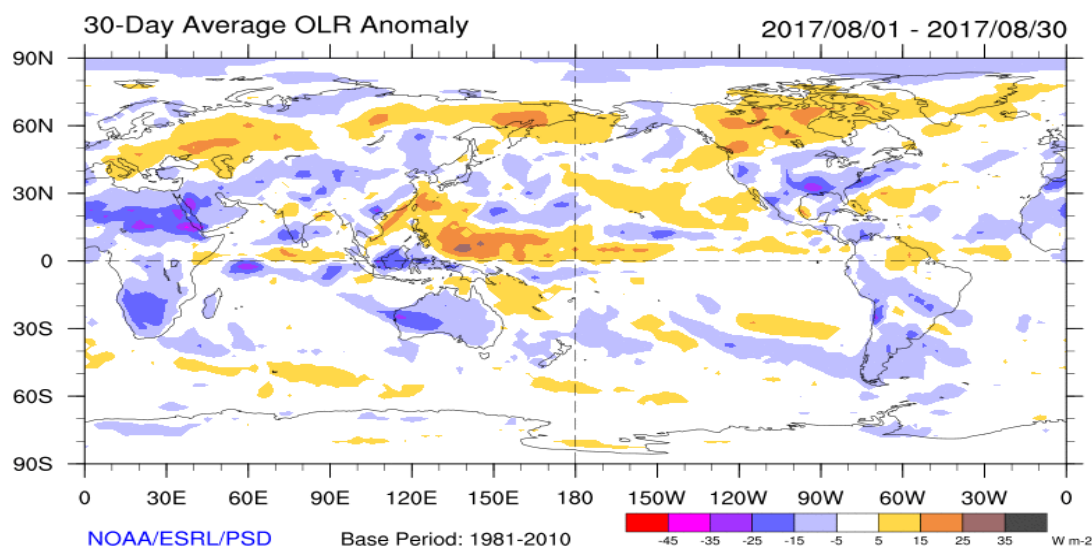 30-Day Average OLR Anomaly 2017/08/01 - 2017/08/30
90N
60N
30N
0
30S
60S
90S
0 30E 60E 90E 120E 150E 180 150W 120W 90W 60W 30W 0
NOAA/ESRL/PSD Base Period: 1981-2010
-45 -35 -25 -15 -5 5 15 25 35 W m-2